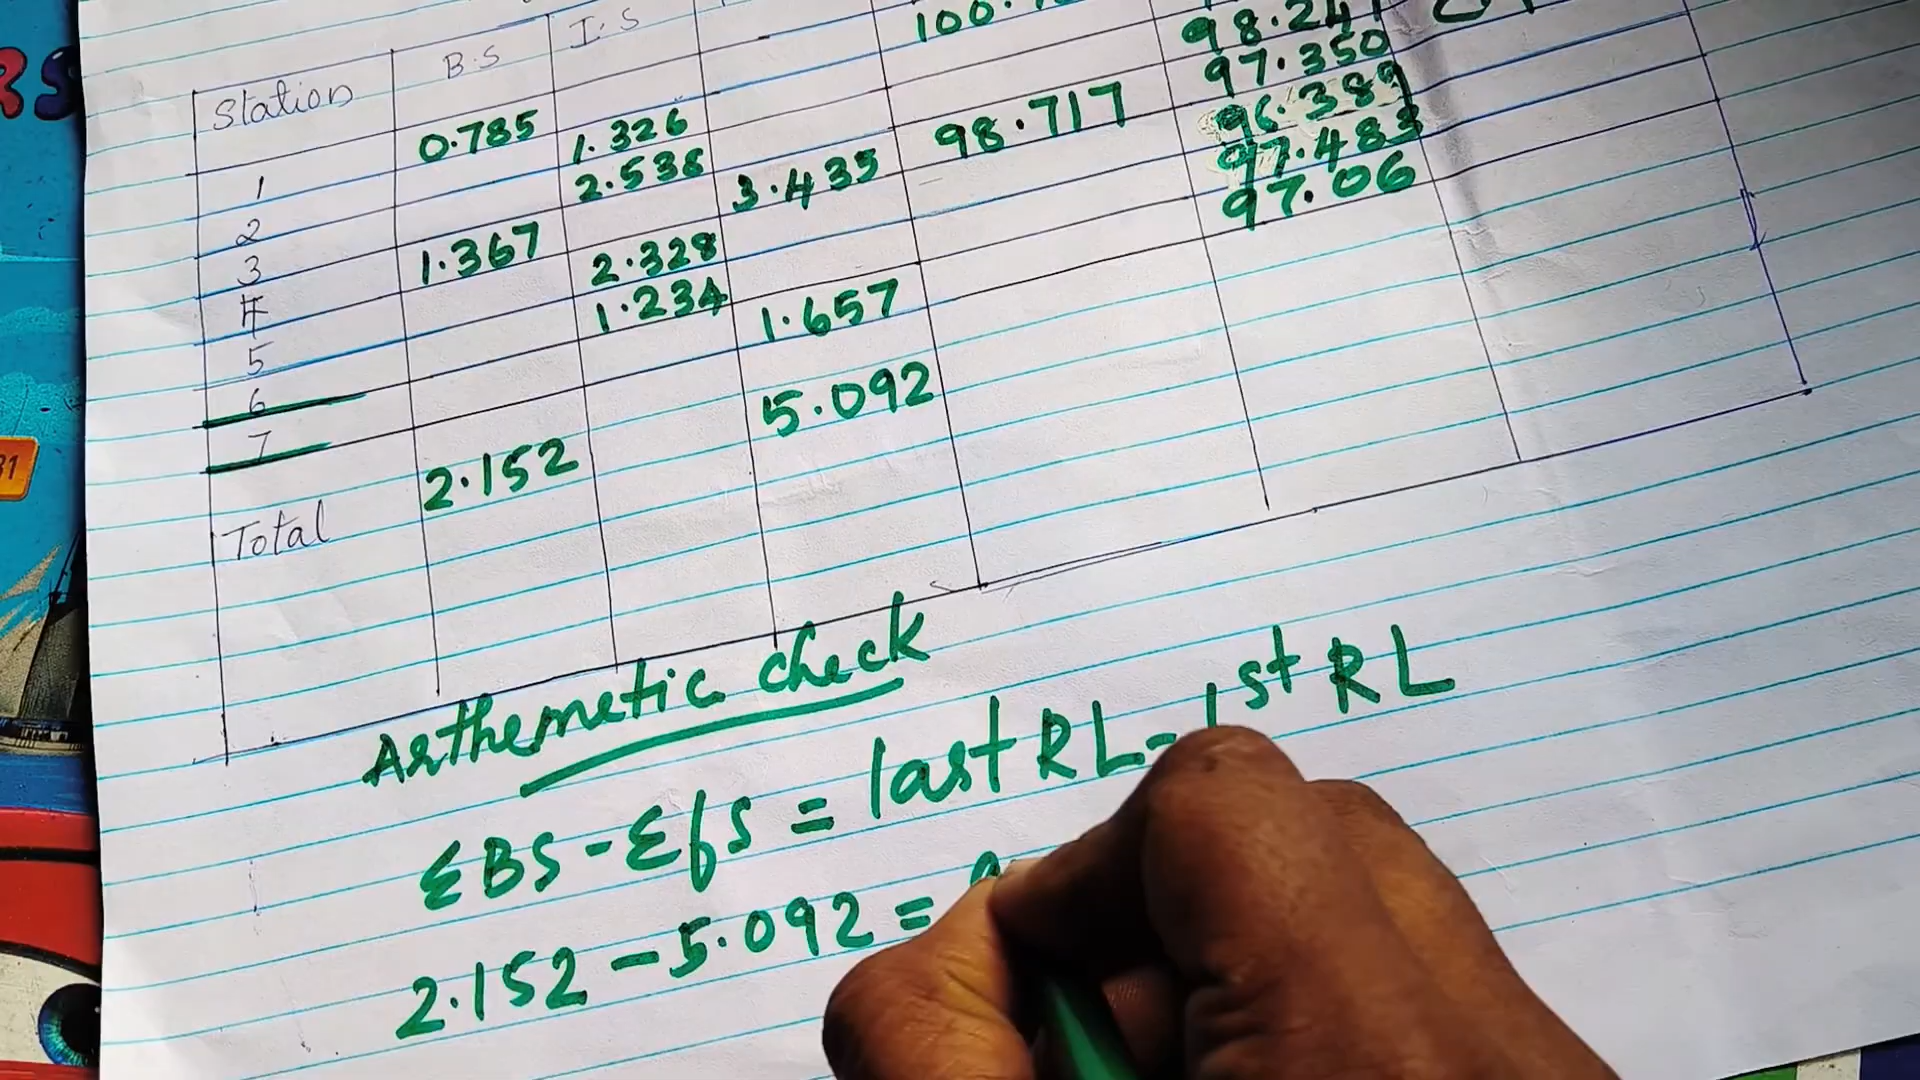 Station B.S I.S
100.
98.241
97.350
1 0.785 1.326 98.717 96.389
2 2.538 3.435 97.483
3 1.367 2.328 97.06
4 1.234 1.657
5
6 5.092
7 2.152
Total
Arthemetic check
ΣBS - Σfs = last RL - 1st RL
2.152 - 5.092 =